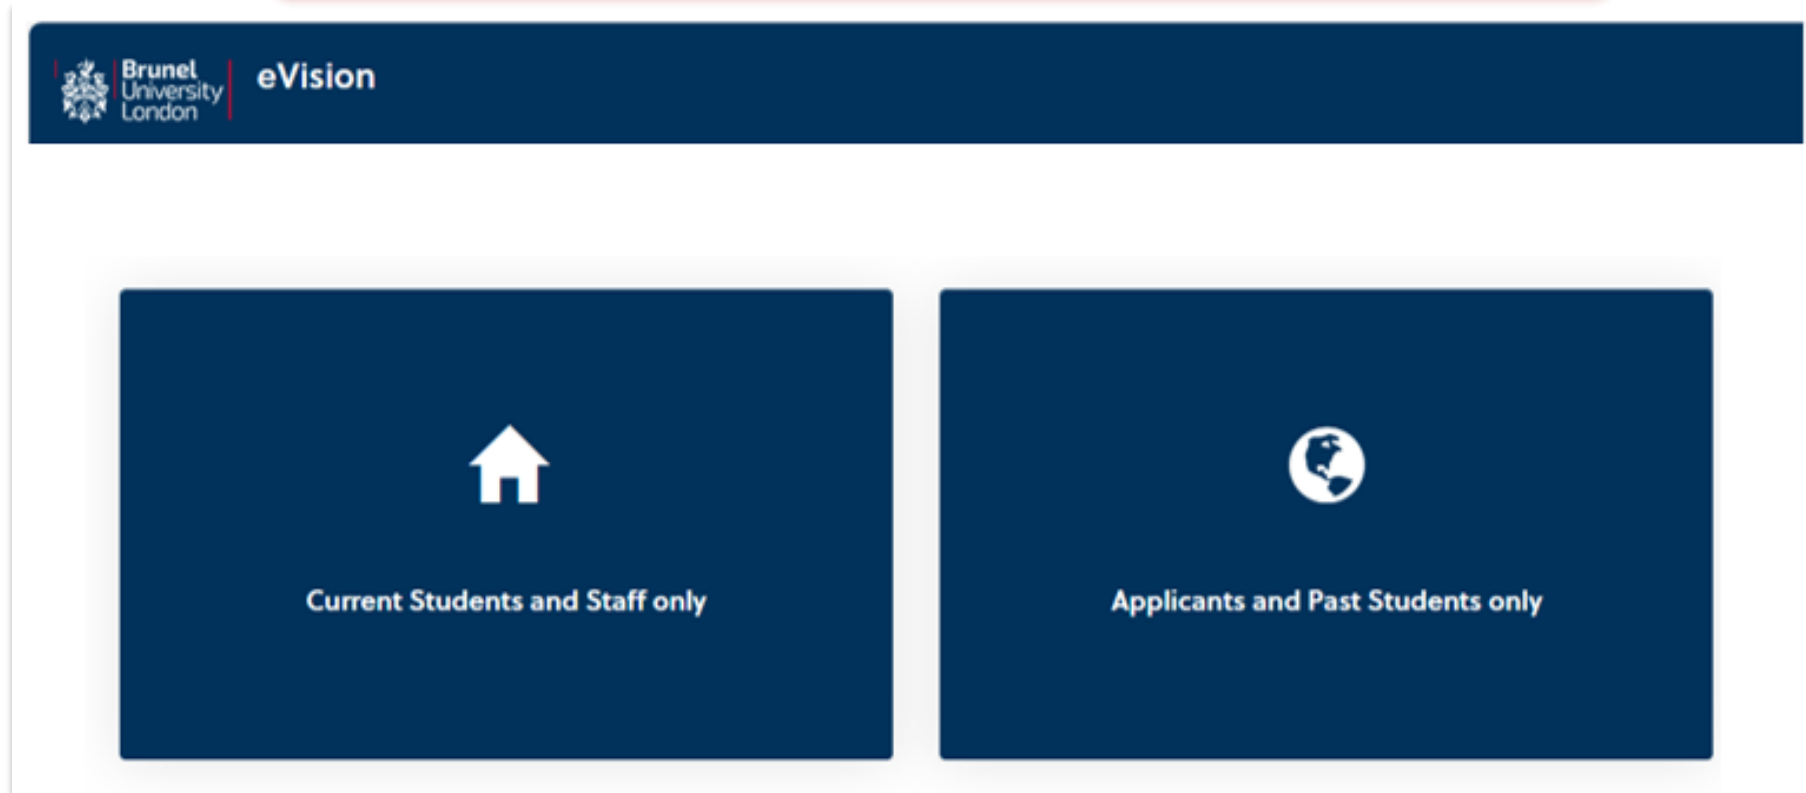 Brunel
University
London
eVision
Current Students and Staff only
Applicants and Past Students only